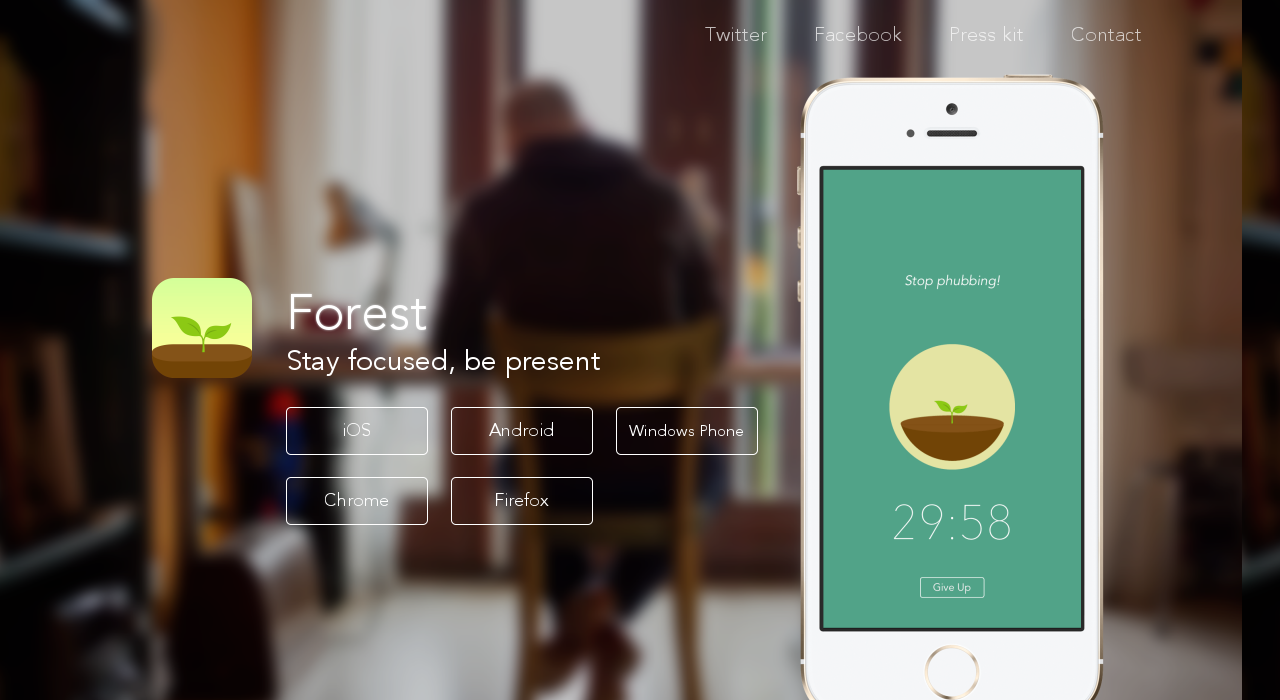 Twitter Facebook Press kit Contact
Forest
Stay focused, be present
iOS Android Windows Phone
Chrome Firefox
Stop phubbing!
29:58
Give Up